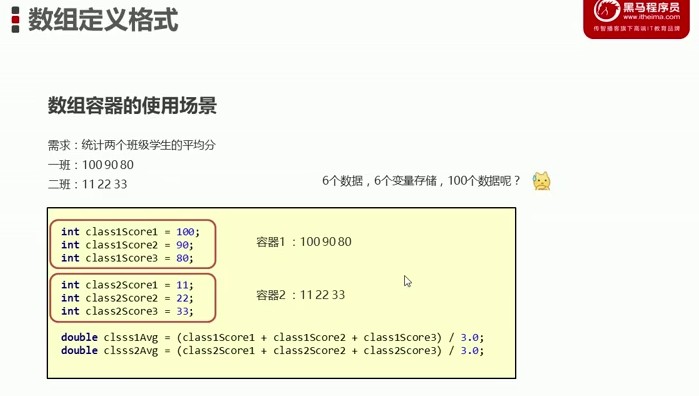 数组定义格式
黑马程序员
www.itheima.com
传智播客旗下高端IT教育品牌
数组容器的使用场景
需求：统计两个班级学生的平均分
一班：100 90 80
二班：11 22 33
6个数据，6个变量存储，100个数据呢？
int class1Score1 = 100;
int class1Score2 = 90;
int class1Score3 = 80;
容器1 ：100 90 80
int class2Score1 = 11;
int class2Score2 = 22;
int class2Score3 = 33;
容器2 ：11 22 33
double clsss1Avg = (class1Score1 + class1Score2 + class1Score3) / 3.0;
double clsss2Avg = (class2Score1 + class2Score2 + class2Score3) / 3.0;